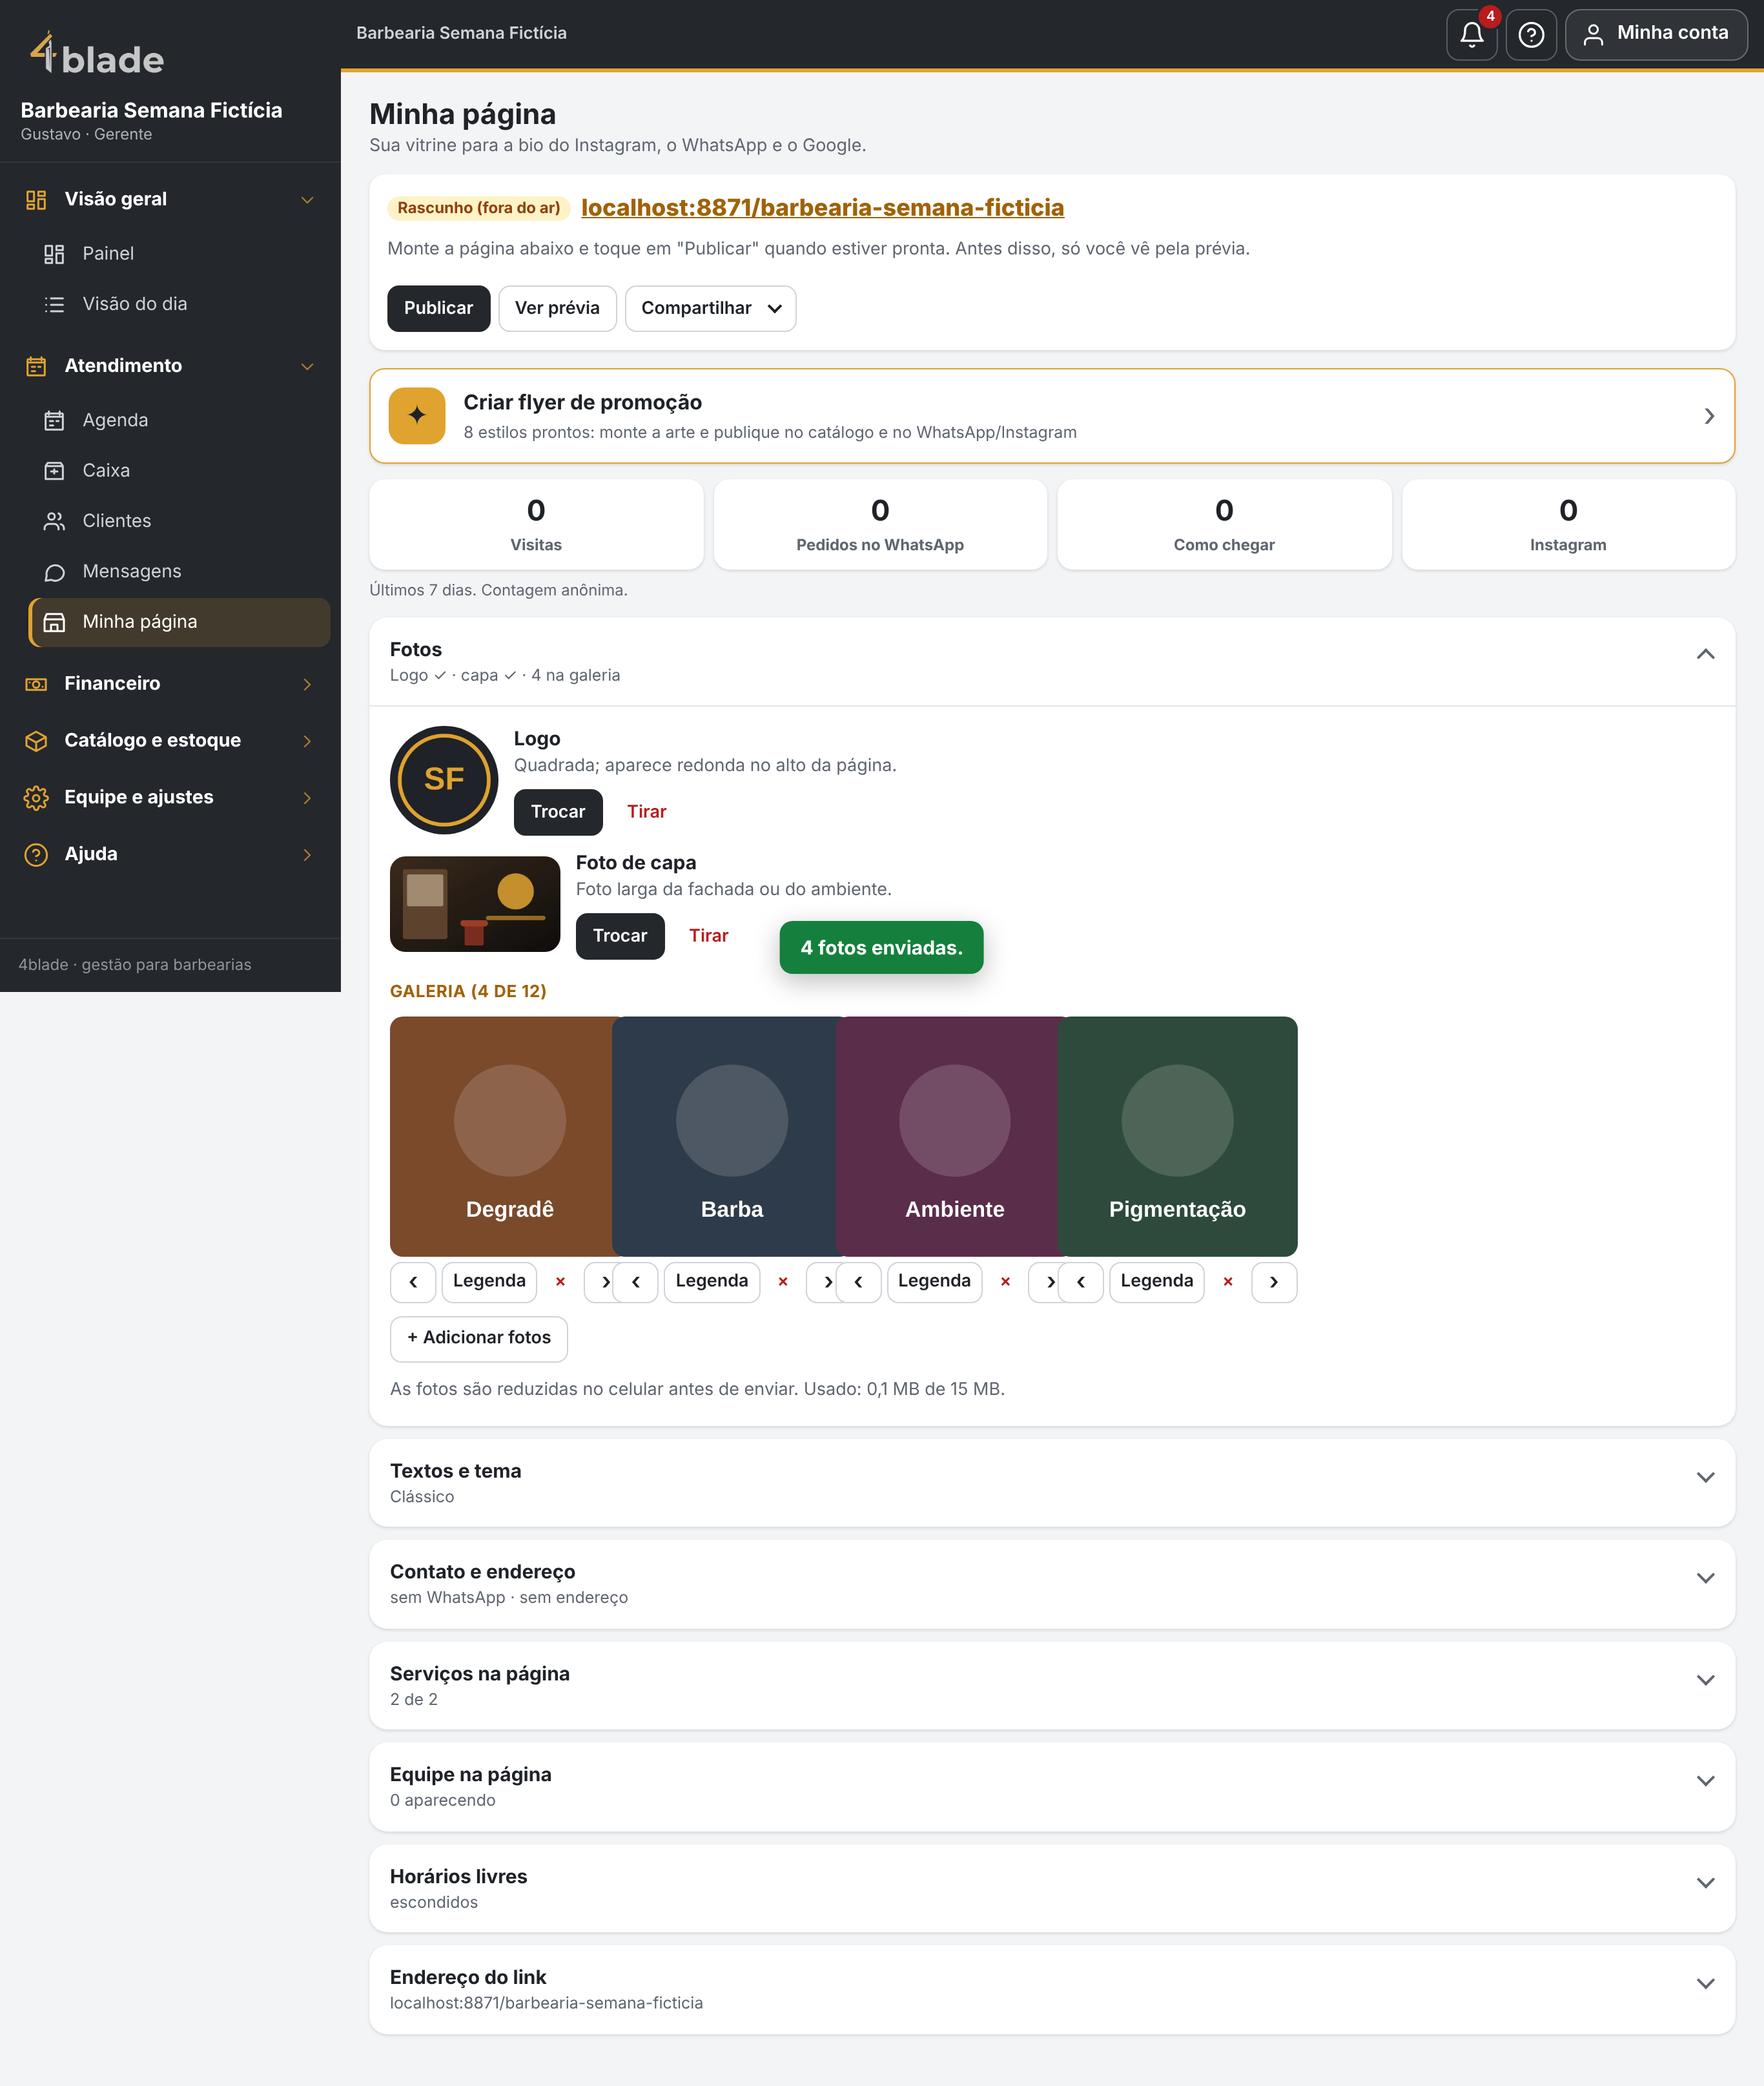 4blade
Barbearia Semana Fictícia
Gustavo · Gerente
Visão geral
Painel
Visão do dia
Atendimento
Agenda
Caixa
Clientes
Mensagens
Minha página
Financeiro
Catálogo e estoque
Equipe e ajustes
Ajuda
4blade · gestão para barbearias
Barbearia Semana Fictícia
4
Minha conta
Minha página
Sua vitrine para a bio do Instagram, o WhatsApp e o Google.
Rascunho (fora do ar) localhost:8871/barbearia-semana-ficticia
Monte a página abaixo e toque em "Publicar" quando estiver pronta. Antes disso, só você vê pela prévia.
Publicar Ver prévia Compartilhar
Criar flyer de promoção
8 estilos prontos: monte a arte e publique no catálogo e no WhatsApp/Instagram
0 0 0 0
Visitas Pedidos no WhatsApp Como chegar Instagram
Últimos 7 dias. Contagem anônima.
Fotos
Logo ✓ · capa ✓ · 4 na galeria
SF
Logo
Quadrada; aparece redonda no alto da página.
Trocar Tirar
Foto de capa
Foto larga da fachada ou do ambiente.
Trocar Tirar
4 fotos enviadas.
GALERIA (4 DE 12)
Degradê Barba Ambiente Pigmentação
‹ Legenda × › ‹ Legenda × › ‹ Legenda × › ‹ Legenda × ›
+ Adicionar fotos
As fotos são reduzidas no celular antes de enviar. Usado: 0,1 MB de 15 MB.
Textos e tema
Clássico
Contato e endereço
sem WhatsApp · sem endereço
Serviços na página
2 de 2
Equipe na página
0 aparecendo
Horários livres
escondidos
Endereço do link
localhost:8871/barbearia-semana-ficticia